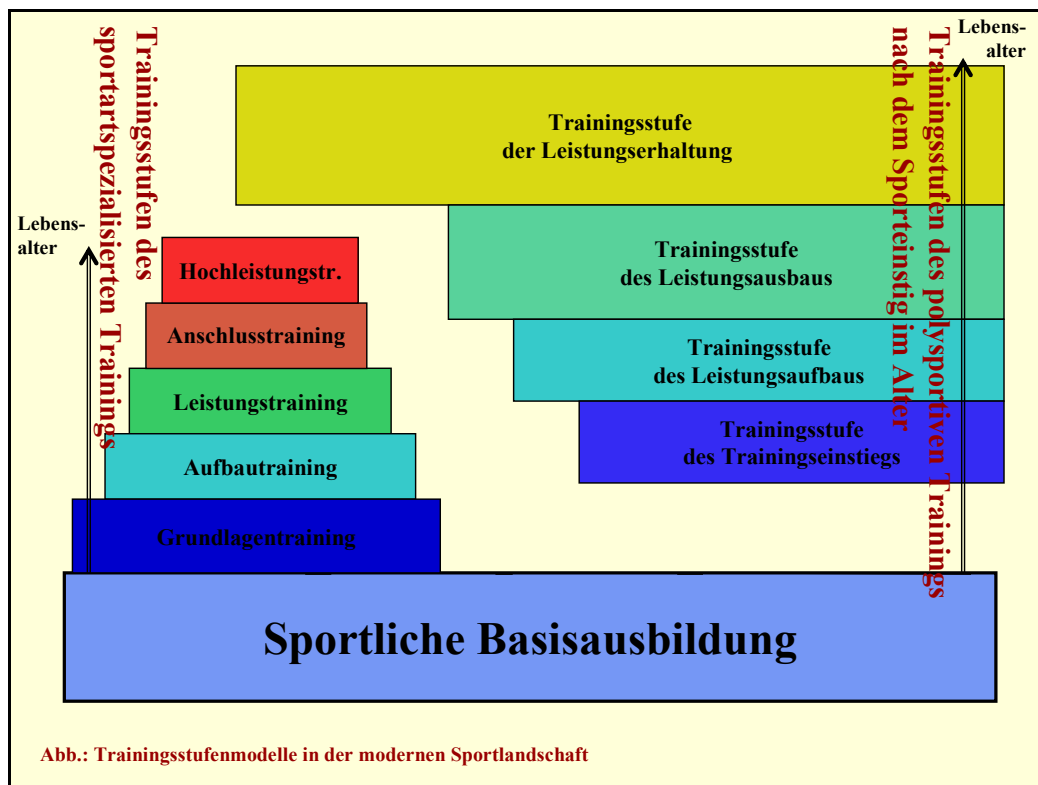 Trainingsstufen des
sportartspezialisierten Trainings
Lebens-
alter
Hochleistungstr.
Anschlusstraining
Leistungstraining
Aufbautraining
Grundlagentraining
Lebens-
alter
Trainingsstufen des polysportiven Trainings
nach dem Sporteinstig im Alter
Trainingsstufe
der Leistungserhaltung
Trainingsstufe
des Leistungsausbaus
Trainingsstufe
des Leistungsaufbaus
Trainingsstufe
des Trainingseinstiegs
Sportliche Basisausbildung
Abb.: Trainingsstufenmodelle in der modernen Sportlandschaft